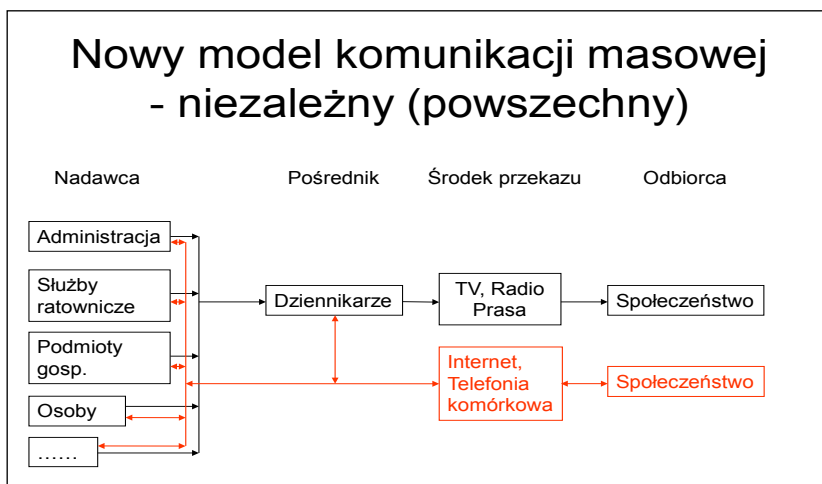 Nowy model komunikacji masowej
- niezależny (powszechny)
Nadawca
Pośrednik
Środek przekazu
Odbiorca
Administracja
Służby
ratownicze
Podmioty
gosp.
Osoby
......
Dziennikarze
TV, Radio
Prasa
Społeczeństwo
Internet,
Telefonia
komórkowa
Społeczeństwo